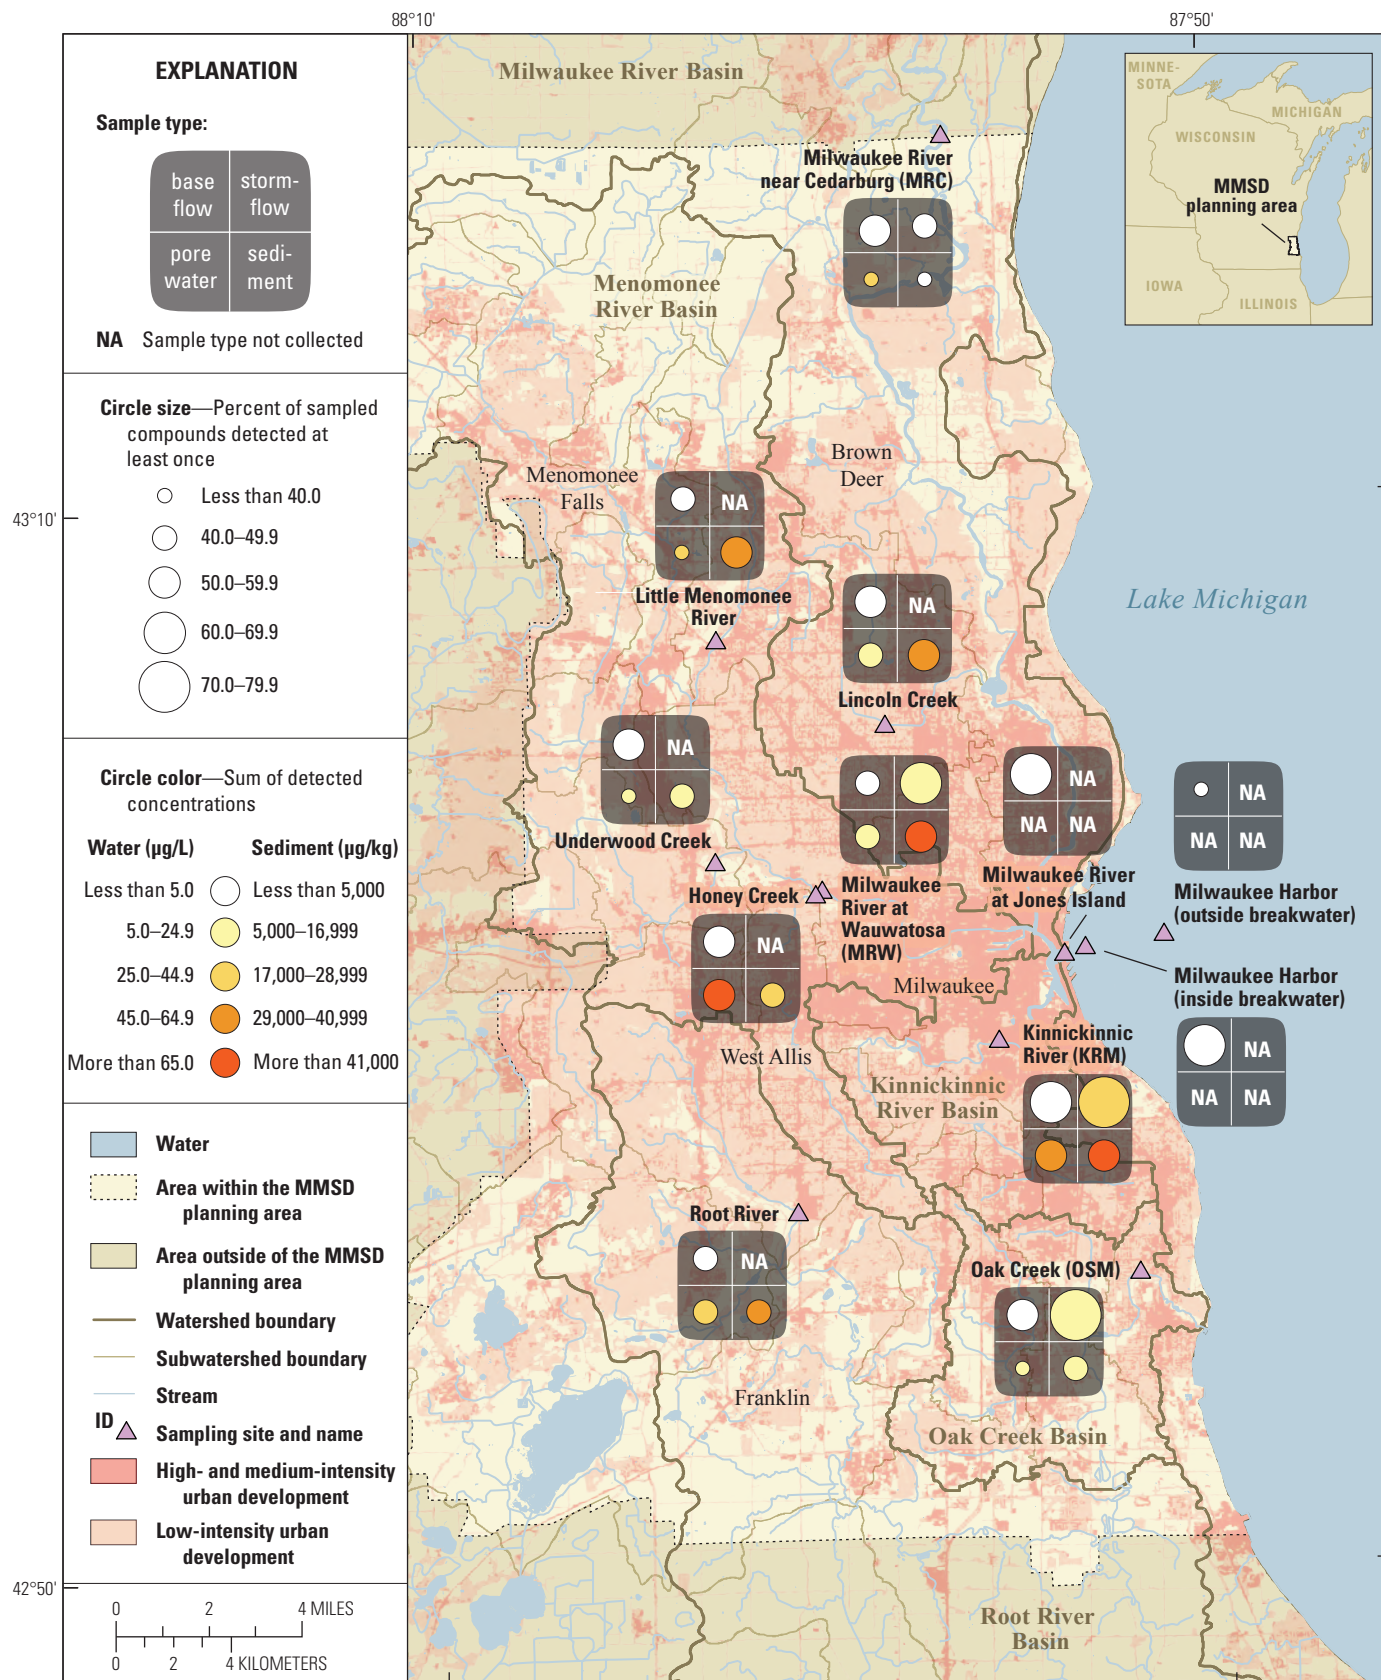 88°10'
87°50'
EXPLANATION
Sample type:
base
flow
storm-
flow
pore
water
sedi-
ment
NA Sample type not collected
Circle size—Percent of sampled
compounds detected at
least once
Less than 40.0
40.0–49.9
50.0–59.9
60.0–69.9
70.0–79.9
Circle color—Sum of detected
concentrations
Water (µg/L) Sediment (µg/kg)
Less than 5.0 Less than 5,000
5.0–24.9 5,000–16,999
25.0–44.9 17,000–28,999
45.0–64.9 29,000–40,999
More than 65.0 More than 41,000
Water
Area within the MMSD
planning area
Area outside of the MMSD
planning area
Watershed boundary
Subwatershed boundary
Stream
ID Sampling site and name
High- and medium-intensity
urban development
Low-intensity urban
development
0 2 4 MILES
0 2 4 KILOMETERS
43°10'
42°50'
Milwaukee River Basin
Milwaukee River
near Cedarburg (MRC)
Menomonee
River Basin
MINNE-
SOTA
MICHIGAN
WISCONSIN
MMSD
planning area
IOWA
ILLINOIS
Brown
Deer
Menomonee
Falls
NA
Little Menomonee
River
Lake Michigan
NA
Lincoln Creek
NA
Underwood Creek
NA
NA NA
Milwaukee River
at Jones Island
NA
NA NA
Milwaukee Harbor
(outside breakwater)
Honey Creek
Milwaukee
River at
Wauwatosa
(MRW)
NA
Milwaukee
Milwaukee Harbor
(inside breakwater)
NA
NA NA
West Allis
Kinnickinnic
River (KRM)
Kinnickinnic
River Basin
Root River
NA
Oak Creek (OSM)
Franklin
Oak Creek Basin
Root River
Basin